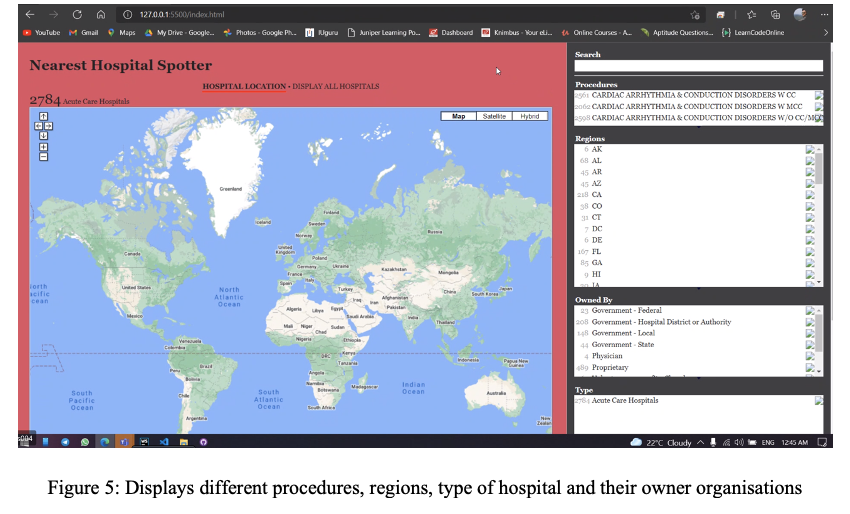 127.0.0.1:5500/index.html
YouTube Gmail Maps My Drive - Google... Photos - Google Ph... IUguru Juniper Learning Po... Dashboard Knimbus - Your eLi... Online Courses - A... Aptitude Questions... LearnCodeOnline
Nearest Hospital Spotter
HOSPITAL LOCATION • DISPLAY ALL HOSPITALS
2784 Acute Care Hospitals
Map Satellite Hybrid
Greenland
Iceland
Finland
Sweden
Norway
Russia
United Kingdom
Poland
Germany
Ukraine
France
Italy
Spain
Kazakhstan
Mongolia
Canada
United States
Turkey
China
South Korea
Japan
North Atlantic Ocean
Iraq
Iran
Afghanistan
Pakistan
Algeria
Libya
Egypt
Saudi Arabia
Mexico
India
Thailand
Mali
Niger
Sudan
Chad
Nigeria
Ethiopia
Venezuela
Colombia
DRC
Kenya
Tanzania
Indonesia
Papua New Guinea
Brazil
Peru
Bolivia
Angola
Namibia
Botswana
Madagascar
Indian Ocean
Australia
South Pacific Ocean
South Atlantic Ocean
Chile
South Africa
Argentina
New Zealand
Search
Procedures
2561 CARDIAC ARRHYTHMIA & CONDUCTION DISORDERS W CC
CARDIAC ARRHYTHMIA & CONDUCTION DISORDERS W MCC
2598 CARDIAC ARRHYTHMIA & CONDUCTION DISORDERS W/O CC/MCC
Regions
6 AK
68 AL
45 AR
45 AZ
218 CA
38 CO
31 CT
7 DC
6 DE
167 FL
85 GA
9 HI
IA
Owned By
23 Government - Federal
208 Government - Hospital District or Authority
148 Government - Local
44 Government - State
4 Physician
489 Proprietary
Type
2784 Acute Care Hospitals
22°C Cloudy ENG 12:45 AM
Figure 5: Displays different procedures, regions, type of hospital and their owner organisations